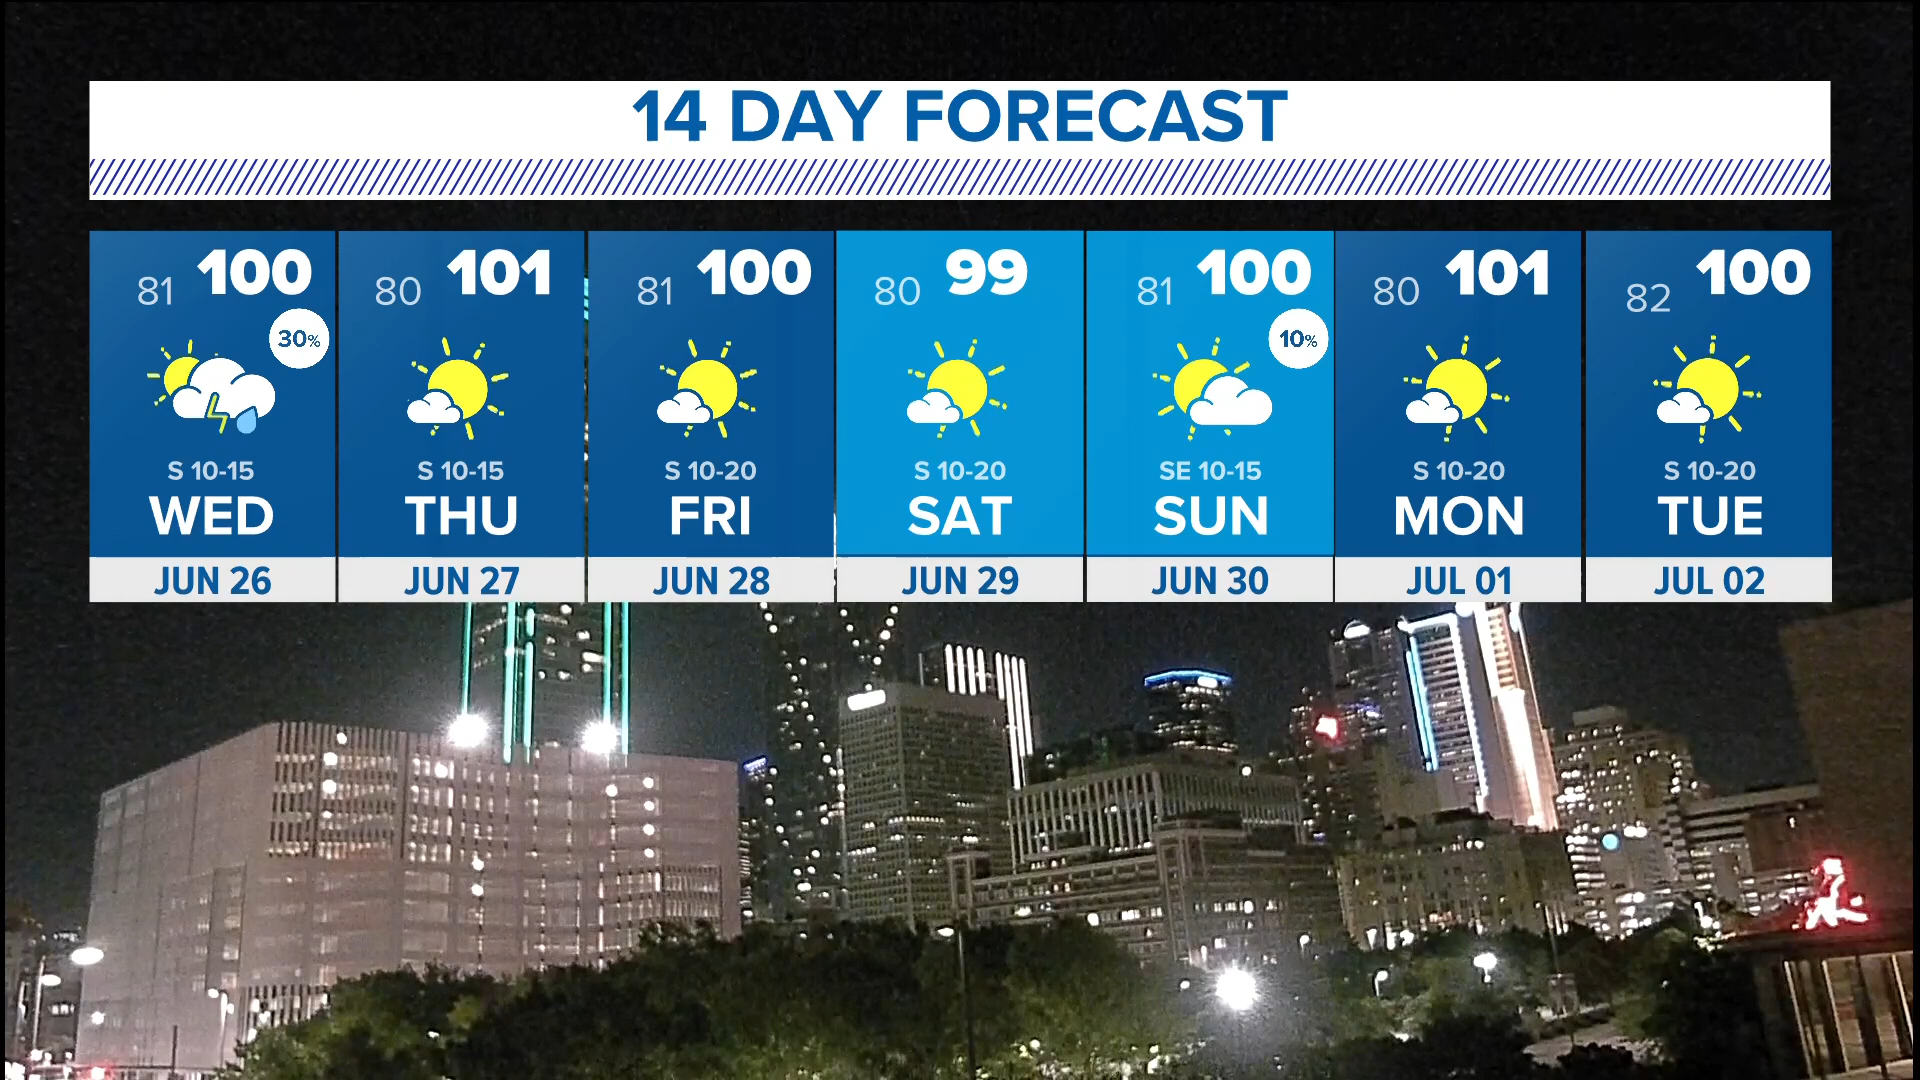 14 DAY FORECAST
81 100
30%
S 10-15
WED
JUN 26
80 101
S 10-15
THU
JUN 27
81 100
S 10-20
FRI
JUN 28
80 99
S 10-20
SAT
JUN 29
81 100
10%
SE 10-15
SUN
JUN 30
80 101
S 10-20
MON
JUL 01
82 100
S 10-20
TUE
JUL 02